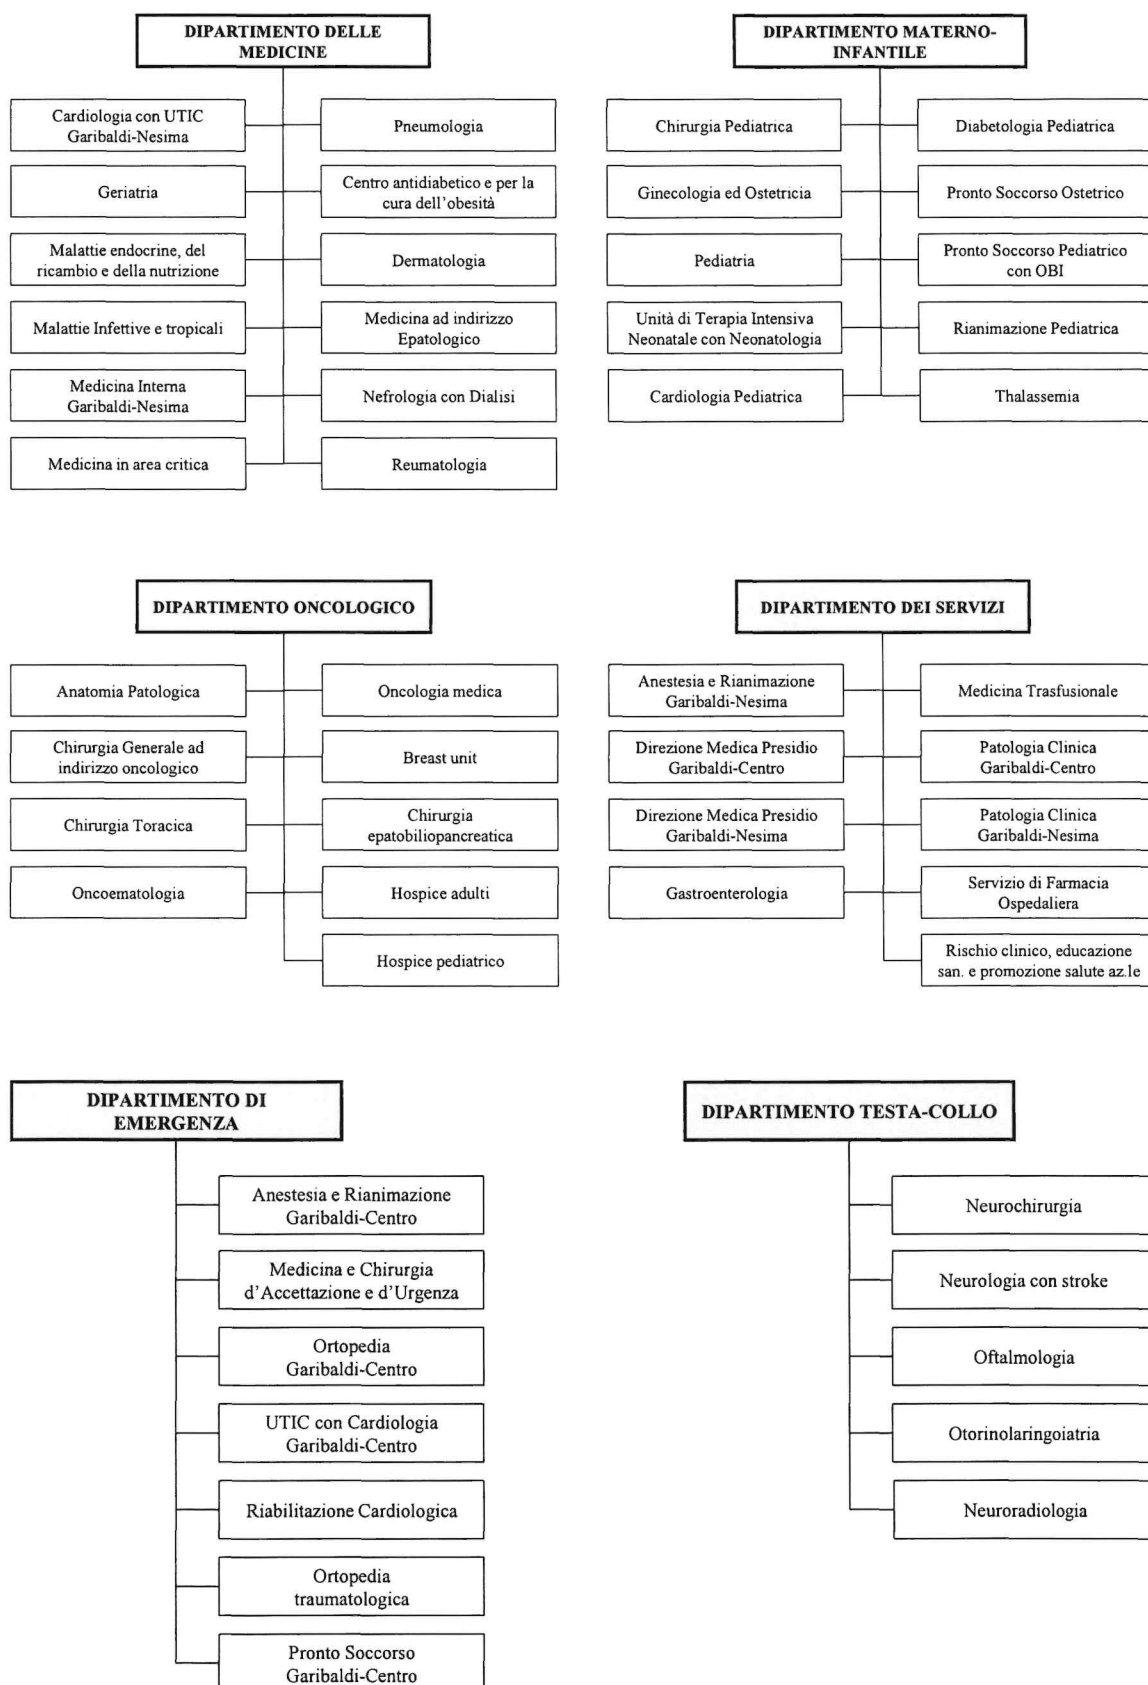 DIPARTIMENTO DELLE
MEDICINE
Cardiologia con UTIC
Garibaldi-Nesima
Pneumologia
Geriatria
Centro antidiabetico e per la
cura dell'obesità
Malattie endocrine, del
ricambio e della nutrizione
Dermatologia
Malattie Infettive e tropicali
Medicina ad indirizzo
Epatologico
Medicina Interna
Garibaldi-Nesima
Nefrologia con Dialisi
Medicina in area critica
Reumatologia
DIPARTIMENTO MATERNO-
INFANTILE
Chirurgia Pediatrica
Diabetologia Pediatrica
Ginecologia ed Ostetricia
Pronto Soccorso Ostetrico
Pediatria
Pronto Soccorso Pediatrico
con OBI
Unità di Terapia Intensiva
Neonatale con Neonatologia
Rianimazione Pediatrica
Cardiologia Pediatrica
Thalassemia
DIPARTIMENTO ONCOLOGICO
Anatomia Patologica
Oncologia medica
Chirurgia Generale ad
indirizzo oncologico
Breast unit
Chirurgia Toracica
Chirurgia
epatobiliopancreatica
Oncoematologia
Hospice adulti
Hospice pediatrico
DIPARTIMENTO DEI SERVIZI
Anestesia e Rianimazione
Garibaldi-Nesima
Medicina Trasfusionale
Direzione Medica Presidio
Garibaldi-Centro
Patologia Clinica
Garibaldi-Centro
Direzione Medica Presidio
Garibaldi-Nesima
Patologia Clinica
Garibaldi-Nesima
Gastroenterologia
Servizio di Farmacia
Ospedaliera
Rischio clinico, educazione
san. e promozione salute az.le
DIPARTIMENTO DI
EMERGENZA
Anestesia e Rianimazione
Garibaldi-Centro
Medicina e Chirurgia
d'Accettazione e d'Urgenza
Ortopedia
Garibaldi-Centro
UTIC con Cardiologia
Garibaldi-Centro
Riabilitazione Cardiologica
Ortopedia
traumatologica
Pronto Soccorso
Garibaldi-Centro
DIPARTIMENTO TESTA-COLLO
Neurochirurgia
Neurologia con stroke
Oftalmologia
Otorinolaringoiatria
Neuroradiologia